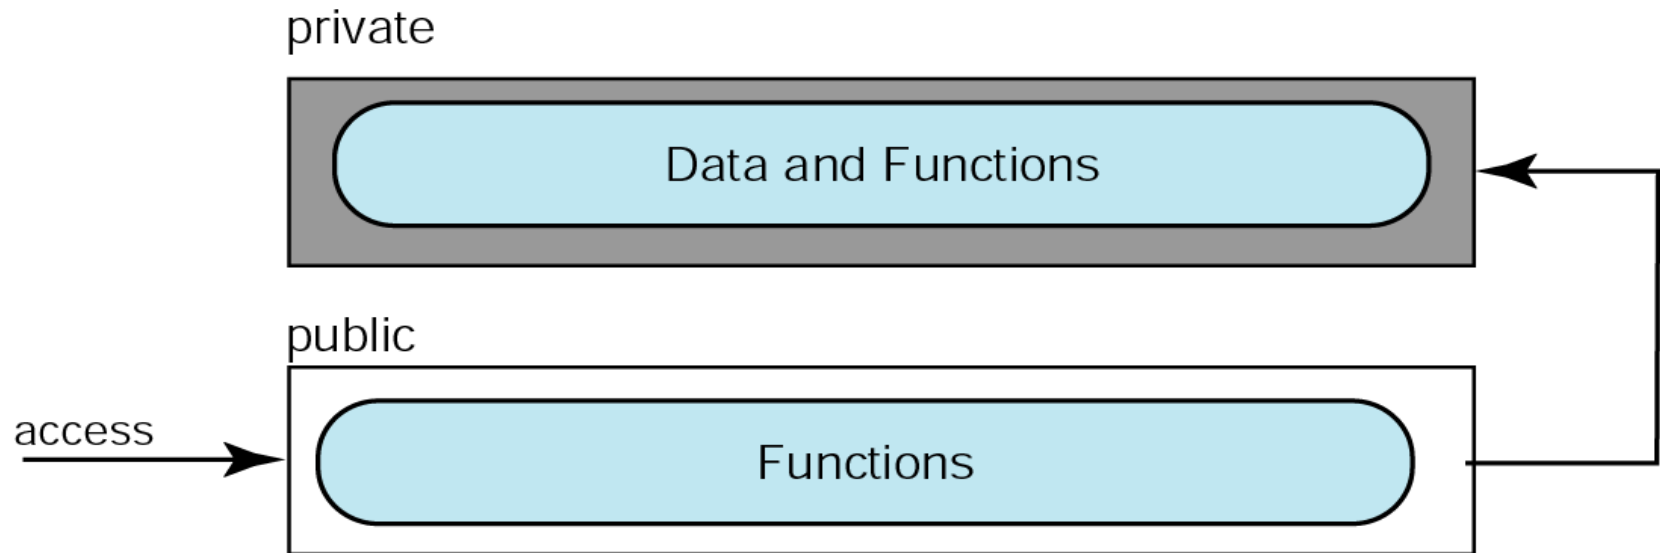 private
Data and Functions
public
access
Functions